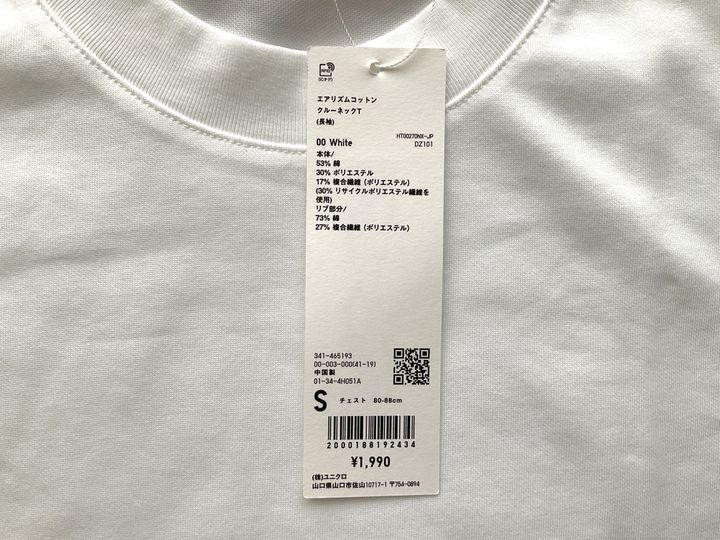 (ICタグ)
エアリズムコットン
クルーネックT
(長袖)
00 White
HT00270NX-JP
DZ101
本体/
53% 綿
30% ポリエステル
17% 複合繊維 (ポリエステル)
(30% リサイクルポリエステル繊維を
使用)
リブ部分/
73% 綿
27% 複合繊維 (ポリエステル)
341-465193
00-003-000(41-19)
中国製
01-34-4H051A
S チェスト 80-88cm
2000188192434
¥1,990
(株)ユニクロ
山口県山口市佐山10717-1 〒754-0894